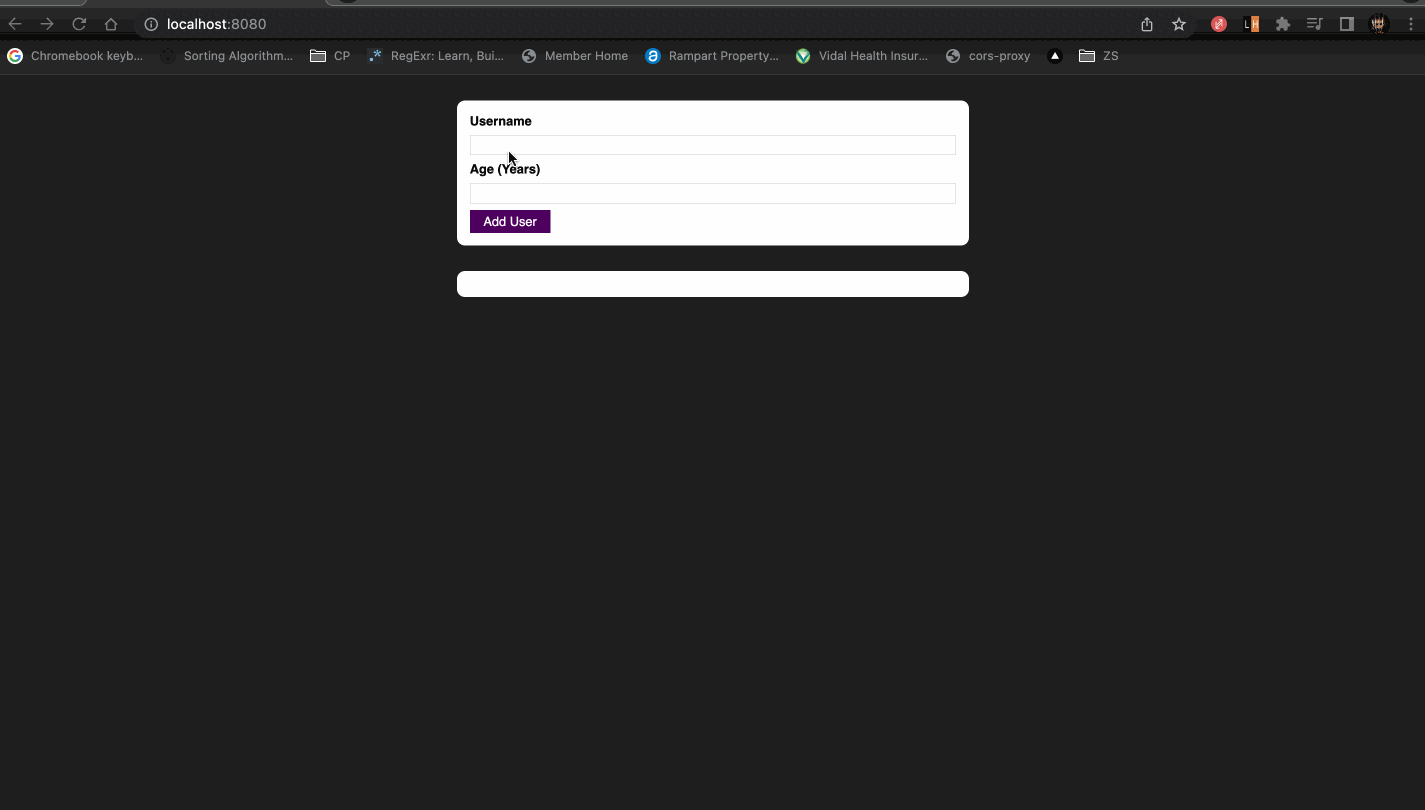 localhost:8080
Chromebook keyb... Sorting Algorithm... CP RegExr: Learn, Bui... Member Home Rampart Property... Vidal Health Insur... cors-proxy ZS
Username
Age (Years)
Add User